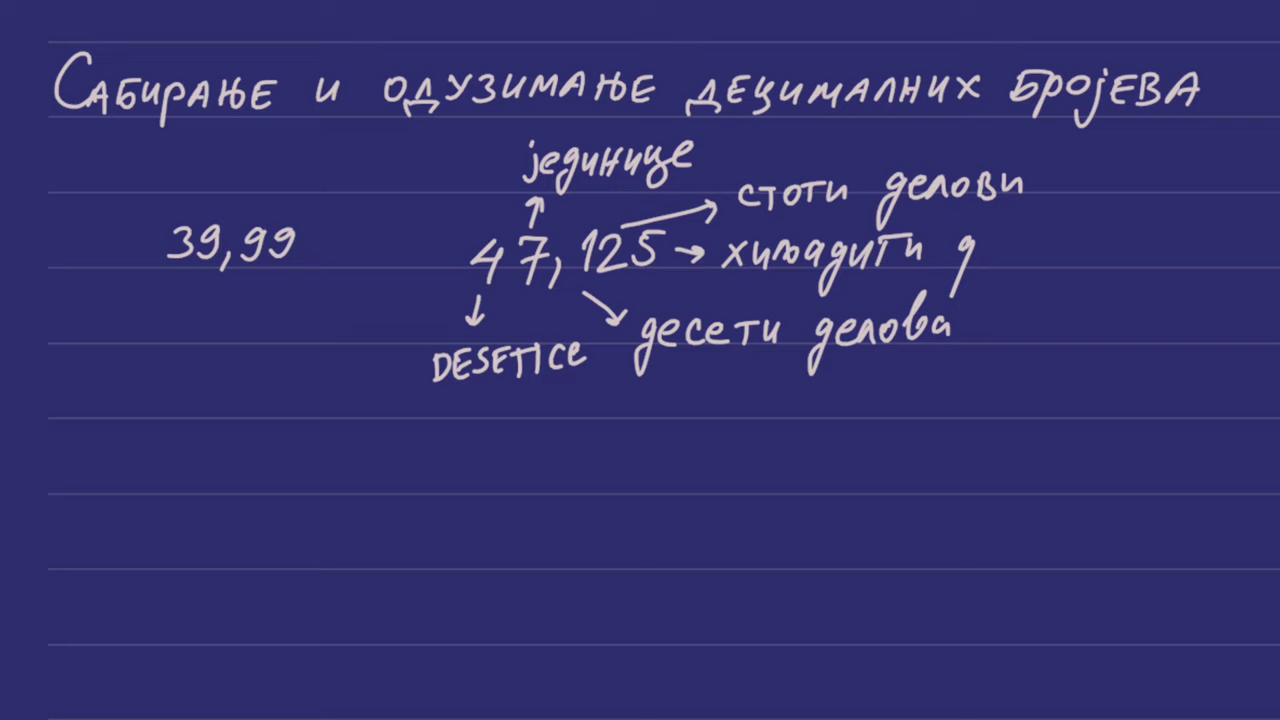 Сабирање и одузимање децималних бројева
јединице
стоти делови
39,99 47,125 → хиљадити д
DESETICE десети делова